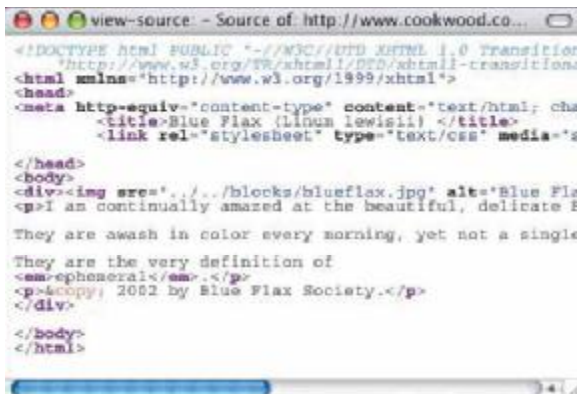 view-source: - Source of: http://www.cookwood.co...
<!DOCTYPE html PUBLIC "-//W3C//DTD XHTML 1.0 Transition
"http://www.w3.org/TR/xhtml1/DTD/xhtml1-transitiona
<html xmlns="http://www.w3.org/1999/xhtml">
<head>
<meta http-equiv="content-type" content="text/html; cha
<title>Blue Flax (Linum lewisii) </title>
<link rel="stylesheet" type="text/css" media="s
</head>
<body>
<div><img src="../../blocks/blueflax.jpg" alt="Blue Fla
<p>I am continually amazed at the beautiful, delicate B
They are awash in color every morning, yet not a single
They are the very definition of
<em>ephemeral</em>.</p>
<p>&copy; 2002 by Blue Flax Society.</p>
</div>
</body>
</html>